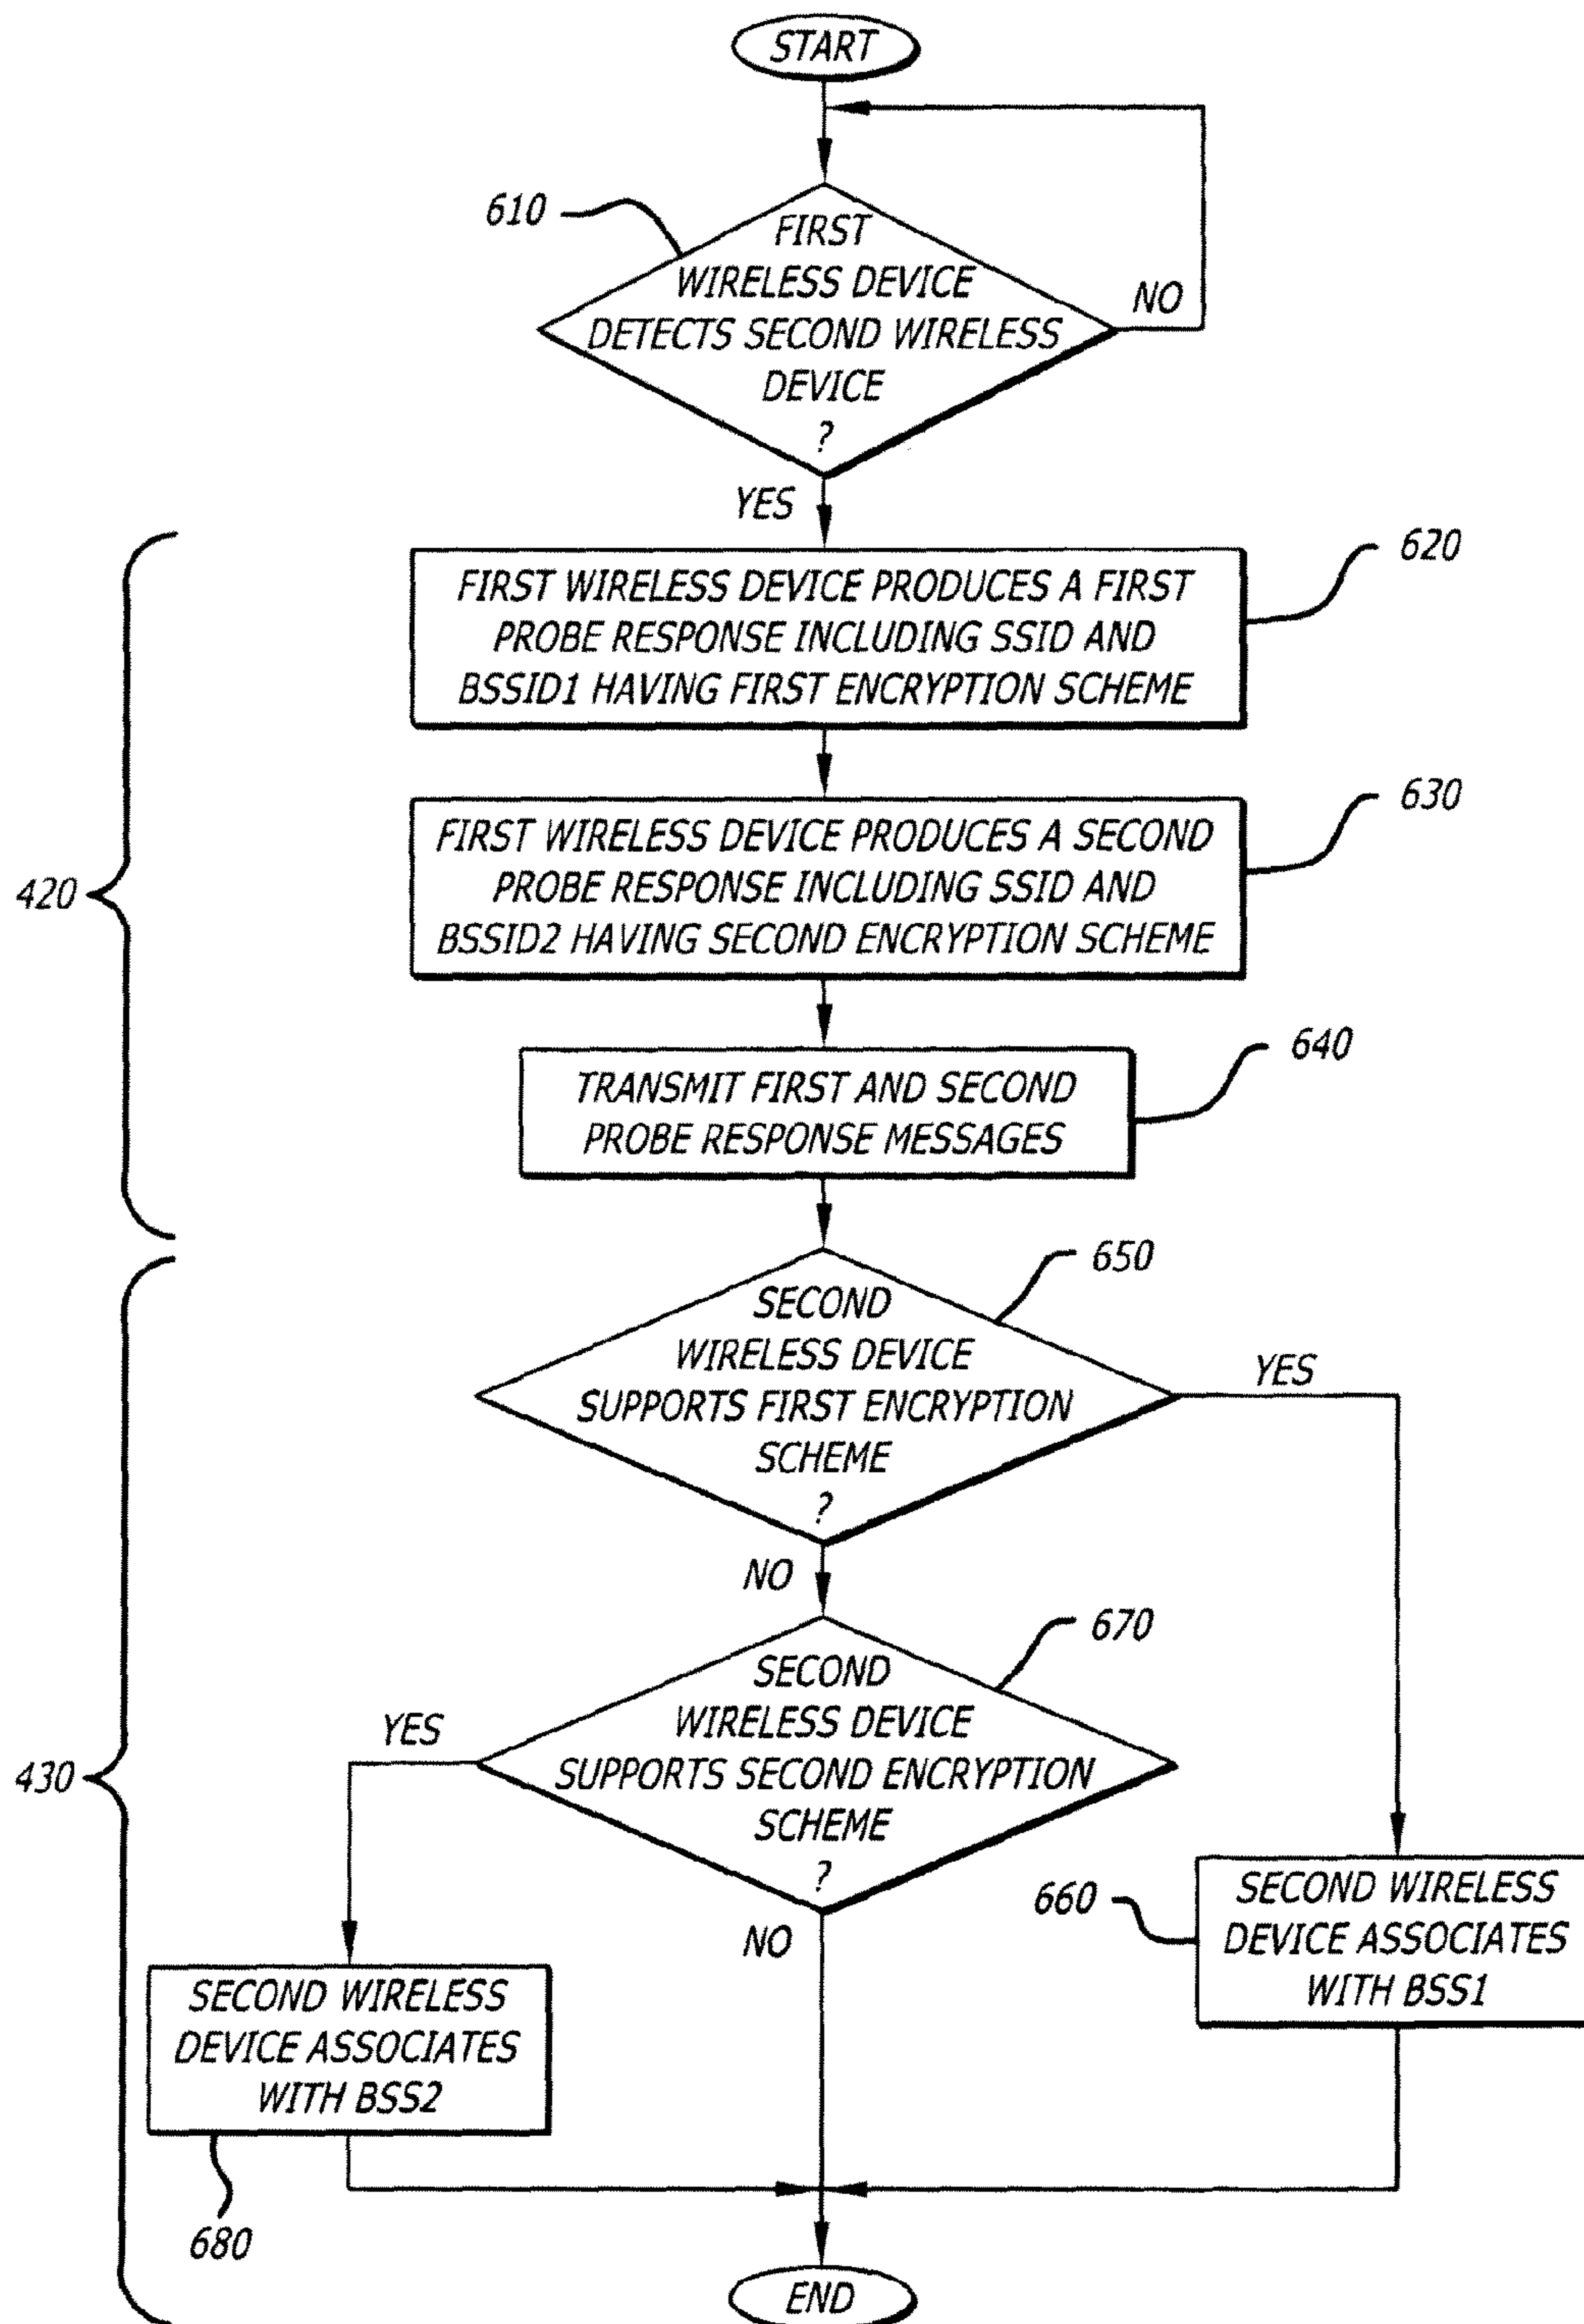 START
610
FIRST
WIRELESS DEVICE
DETECTS SECOND WIRELESS
DEVICE
?
NO
YES
620
FIRST WIRELESS DEVICE PRODUCES A FIRST
PROBE RESPONSE INCLUDING SSID AND
BSSID1 HAVING FIRST ENCRYPTION SCHEME
630
FIRST WIRELESS DEVICE PRODUCES A SECOND
PROBE RESPONSE INCLUDING SSID AND
BSSID2 HAVING SECOND ENCRYPTION SCHEME
420
640
TRANSMIT FIRST AND SECOND
PROBE RESPONSE MESSAGES
650
SECOND
WIRELESS DEVICE
SUPPORTS FIRST ENCRYPTION
SCHEME
?
YES
NO
670
SECOND
WIRELESS DEVICE
SUPPORTS SECOND ENCRYPTION
SCHEME
?
YES
NO
430
660
SECOND WIRELESS
DEVICE ASSOCIATES
WITH BSS1
SECOND WIRELESS
DEVICE ASSOCIATES
WITH BSS2
680
END